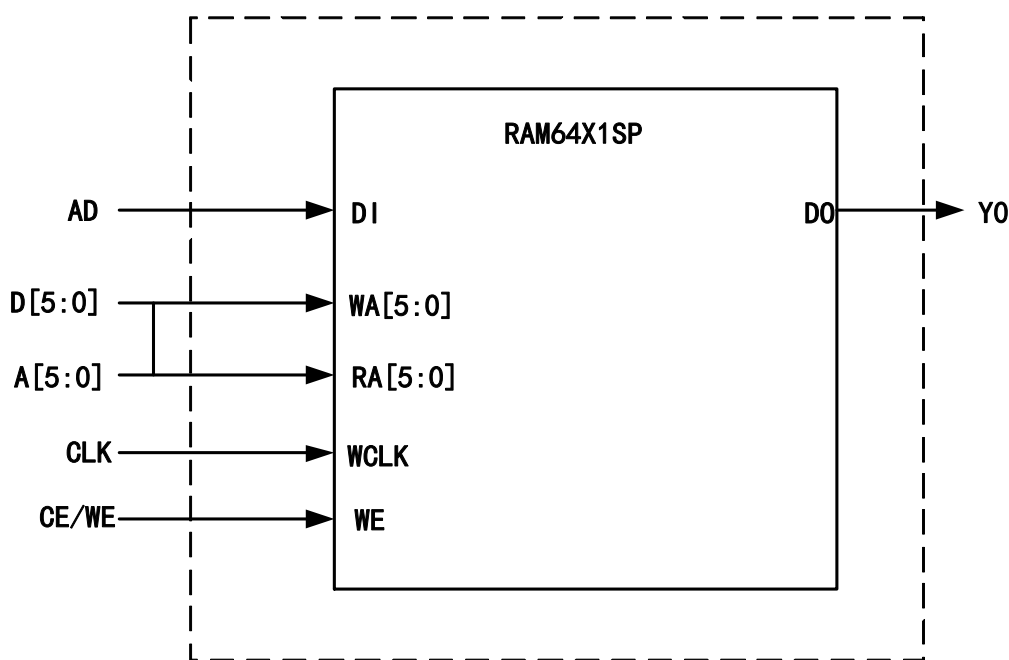 RAM64X1SP
AD
DI
DO
Y0
D[5:0]
WA[5:0]
A[5:0]
RA[5:0]
CLK
WCLK
CE/WE
WE